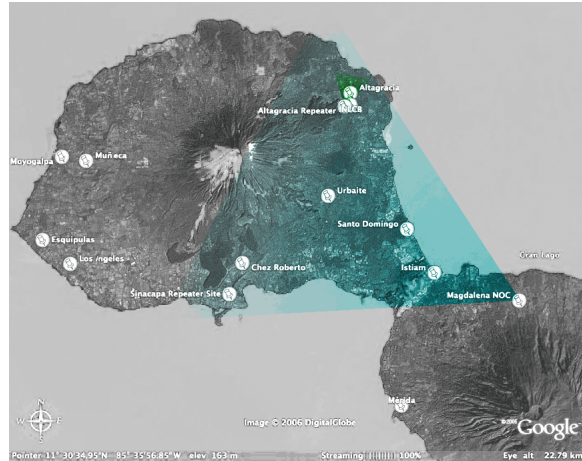 Altagracia
Altagracia Repeater
Moyogalpa
Muñeca
Urbaite
Santo Domingo
Esquipulas
Los Angeles
Chez Roberto
Istiam
Gran Lago
Sinacapa Repeater Site
Magdalena NOC
Mérida
W
E
Image © 2006 DigitalGlobe
©2005
Google
Pointer 11° 30'34.95"N 85° 35'56.85"W elev 163 m
Streaming |||||||||| 100%
Eye alt 22.79 km